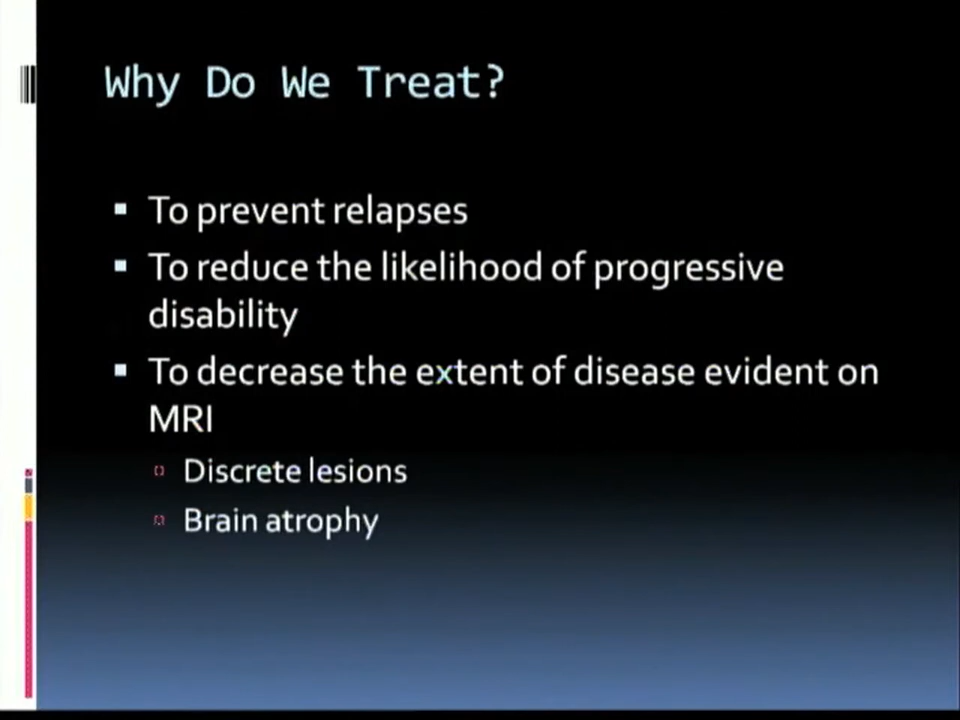 Why Do We Treat?
To prevent relapses
To reduce the likelihood of progressive
disability
To decrease the extent of disease evident on
MRI
Discrete lesions
Brain atrophy